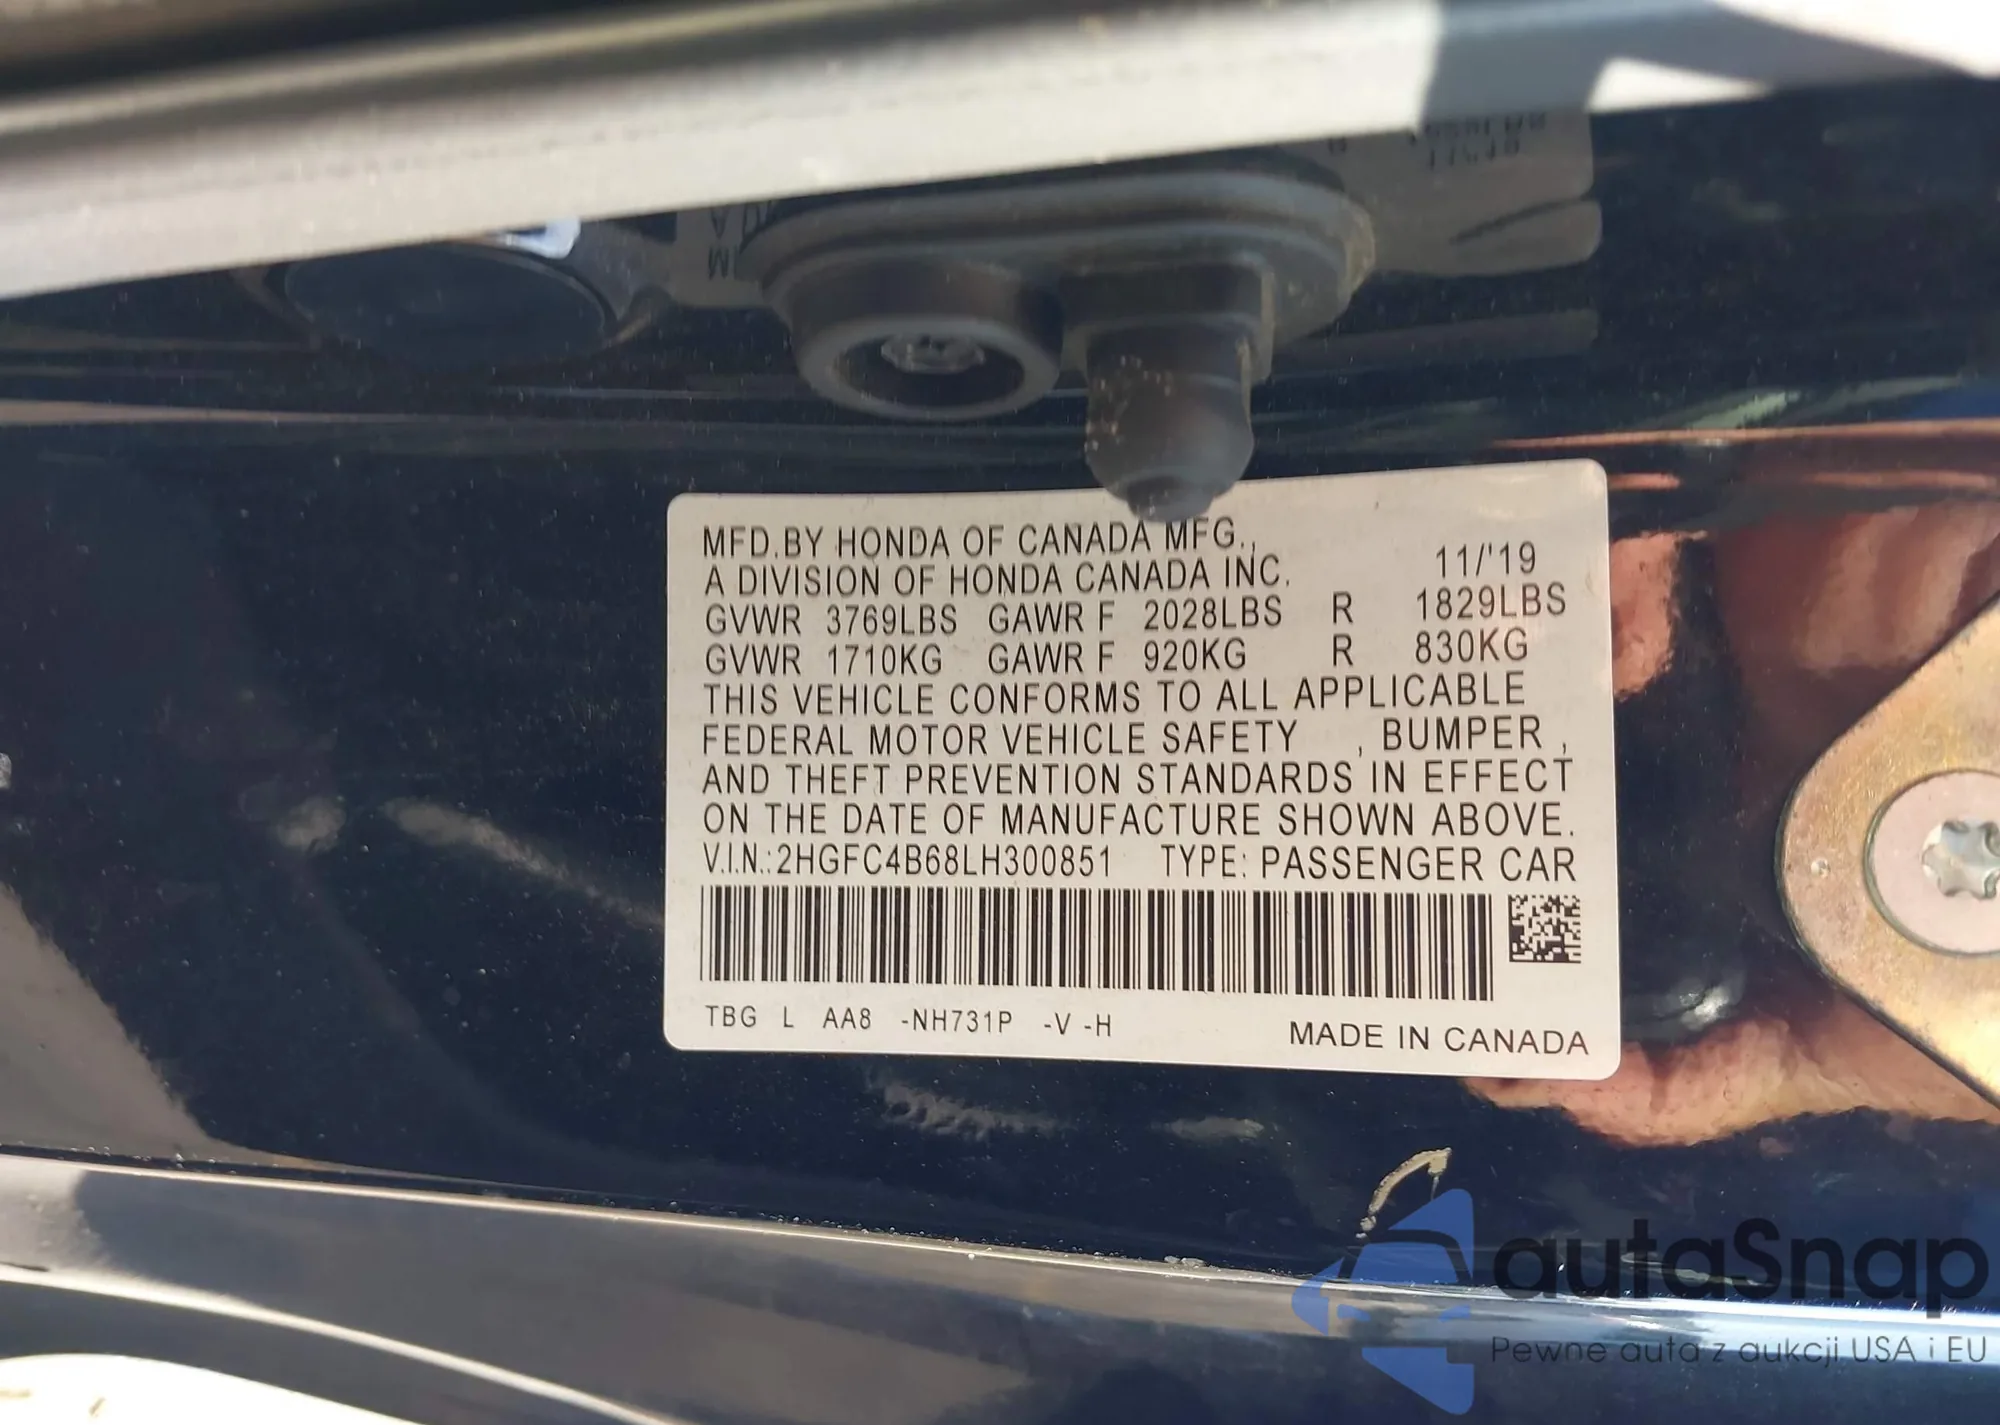 MFD.BY HONDA OF CANADA MFG.,
A DIVISION OF HONDA CANADA INC. 11/'19
GVWR 3769LBS GAWR F 2028LBS R 1829LBS
GVWR 1710KG GAWR F 920KG R 830KG
THIS VEHICLE CONFORMS TO ALL APPLICABLE
FEDERAL MOTOR VEHICLE SAFETY , BUMPER ,
AND THEFT PREVENTION STANDARDS IN EFFECT
ON THE DATE OF MANUFACTURE SHOWN ABOVE.
V.I.N.:2HGFC4B68LH300851 TYPE: PASSENGER CAR
TBG L AA8 -NH731P -V -H
MADE IN CANADA
autaSnap
Pewne auta z aukcji USA i EU